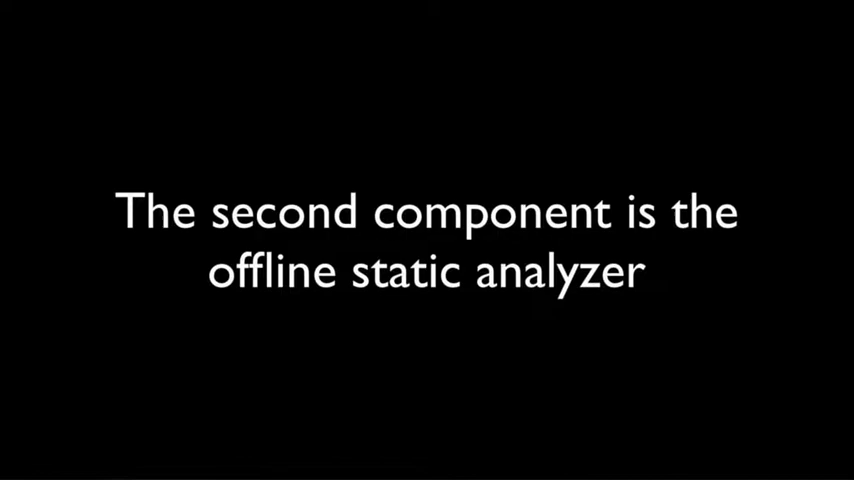 The second component is the
offline static analyzer